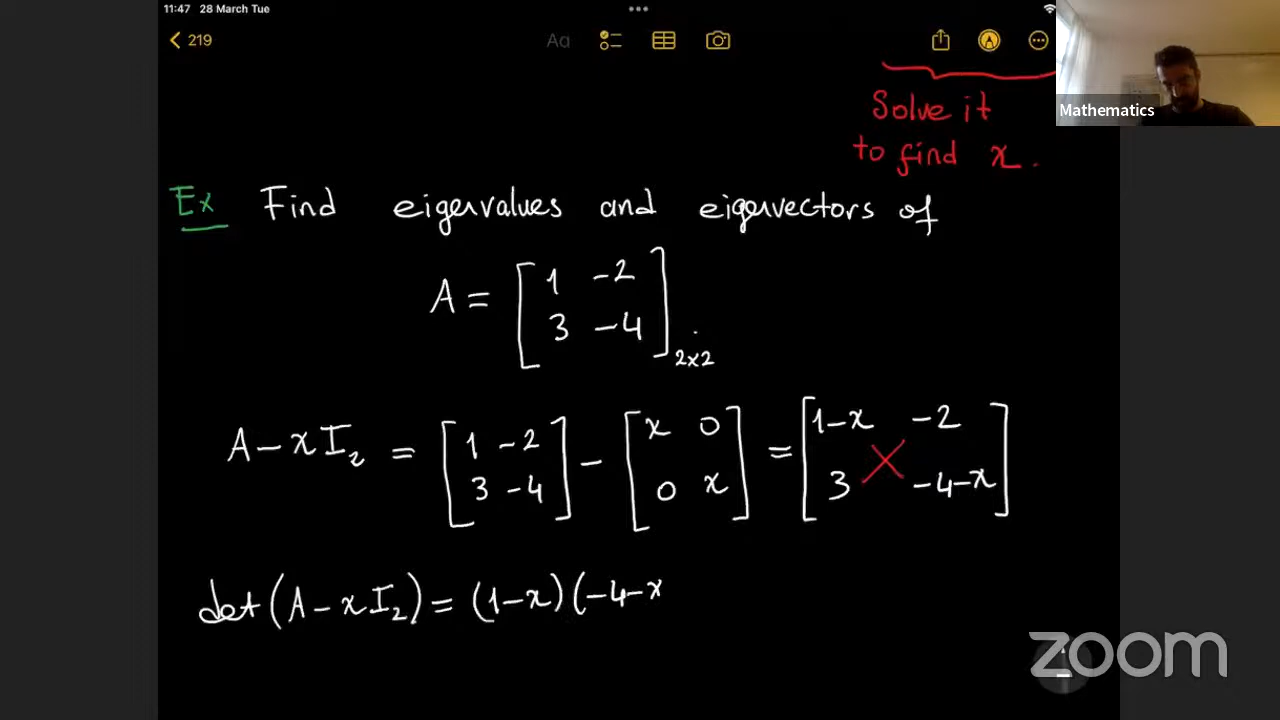 11:47 28 March Tue
219
Aa
Mathematics
Solve it
to find x.
Ex Find eigenvalues and eigenvectors of
A = [1 -2
3 -4] 2x2
A - xI₂ = [1 -2 3 -4] - [x 0 0 x] = [1-x -2 3 -4-x]
det(A - xI₂) = (1-x)(-4-x
zoom